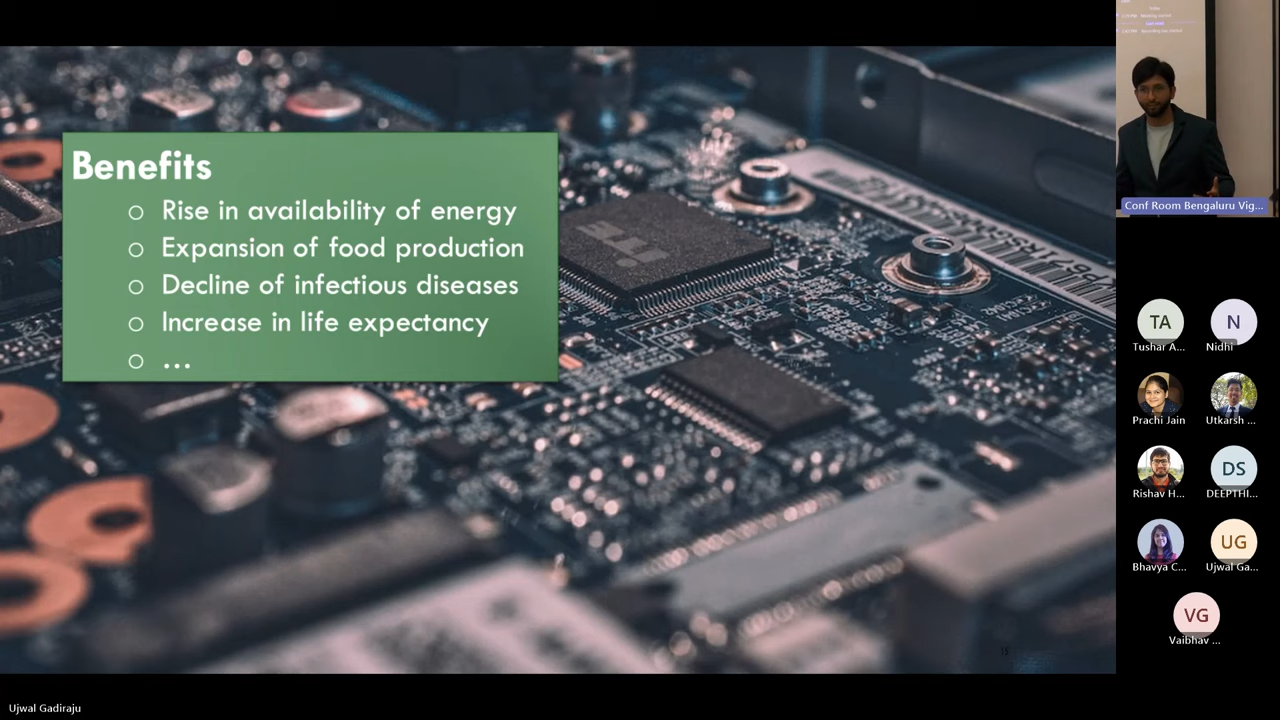 Benefits
Rise in availability of energy
Expansion of food production
Decline of infectious diseases
Increase in life expectancy
...
15
Conf Room Bengaluru Vig...
TA
Tushar A...
N
Nidhi
Prachi Jain
Utkarsh ...
Rishav H...
DS
DEEPTHI...
Bhavya C...
UG
Ujwal Ga...
VG
Vaibhav ...
Ujwal Gadiraju